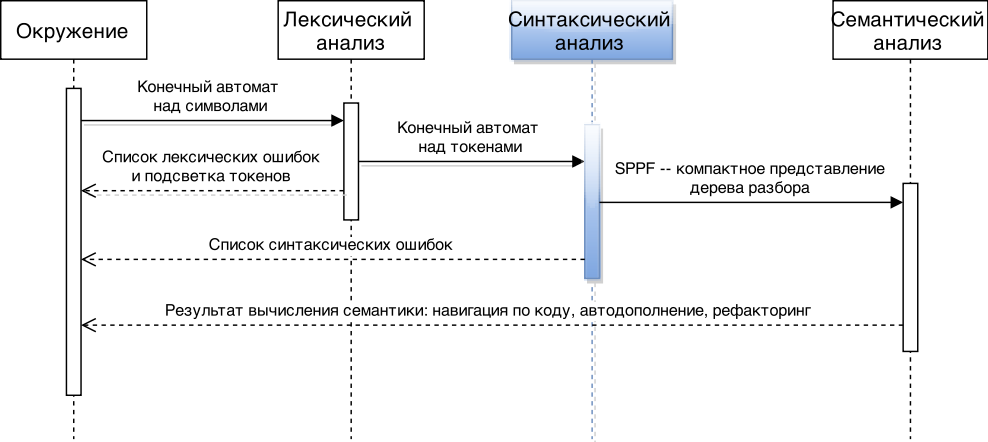 Окружение
Лексический
анализ
Синтаксический
анализ
Семантический
анализ
Конечный автомат
над символами
Конечный автомат
над токенами
Список лексических ошибок
и подсветка токенов
SPPF -- компактное представление
дерева разбора
Список синтаксических ошибок
Результат вычисления семантики: навигация по коду, автодополнение, рефакторинг